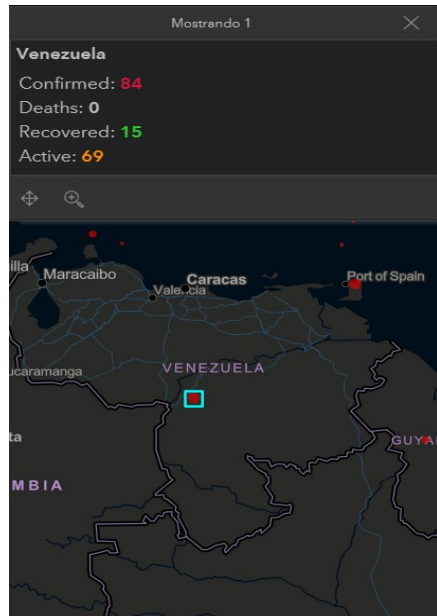 Mostrando 1
Venezuela
Confirmed: 84
Deaths: 0
Recovered: 15
Active: 69
illa
Maracaibo
Valencia
Caracas
Port of Spain
ucaramanga
VENEZUELA
ta
GUYA
MBIA